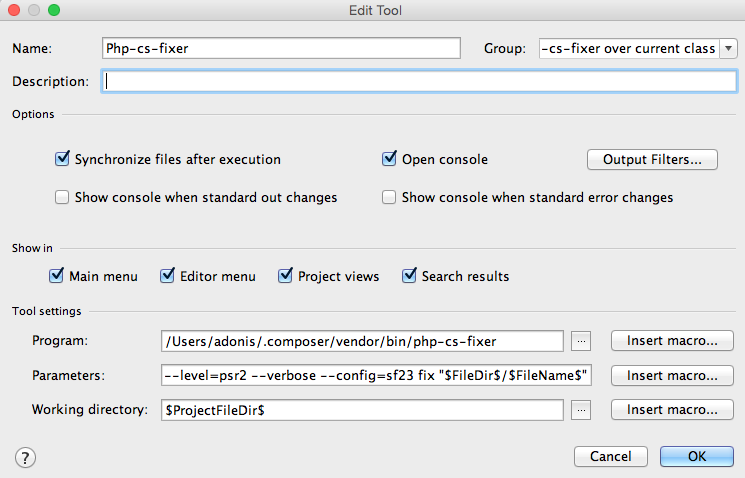 Edit Tool
Name: Php-cs-fixer Group: -cs-fixer over current class
Description:
Options
Synchronize files after execution Open console Output Filters...
Show console when standard out changes Show console when standard error changes
Show in
Main menu Editor menu Project views Search results
Tool settings
Program: /Users/adonis/.composer/vendor/bin/php-cs-fixer ... Insert macro...
Parameters: --level=psr2 --verbose --config=sf23 fix "$FileDir$/$FileName$" Insert macro...
Working directory: $ProjectFileDir$ ... Insert macro...
? Cancel OK